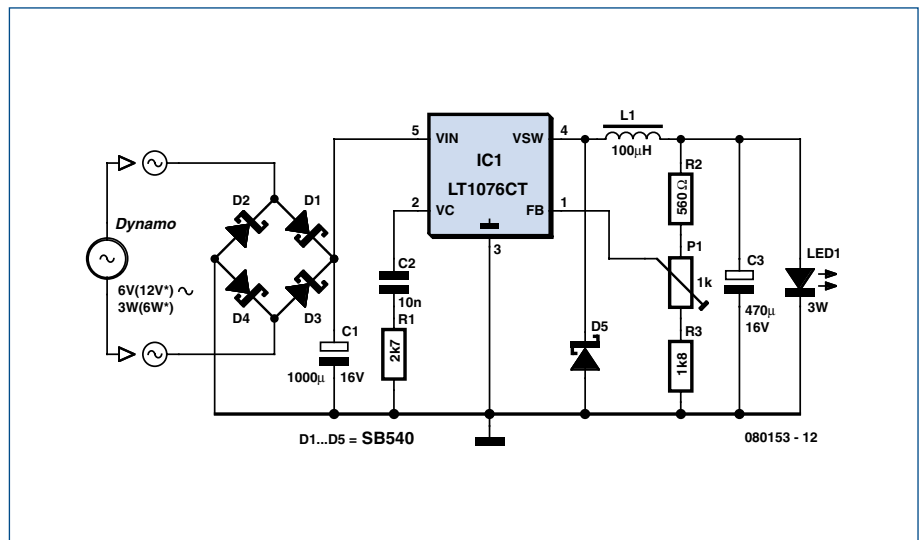 L1
5
VIN
VSW
4
100µH
IC1
R2
LT1076CT
560 Ω
D2
D1
2
VC
FB
1
Dynamo
3
P1
C2
1k
LED1
6V(12V*) ~
3W(6W*)
10n
C3
D4
D3
R1
470µ
16V
3W
C1
2k7
D5
R3
1k8
1000µ
16V
D1...D5 = SB540
080153 - 12